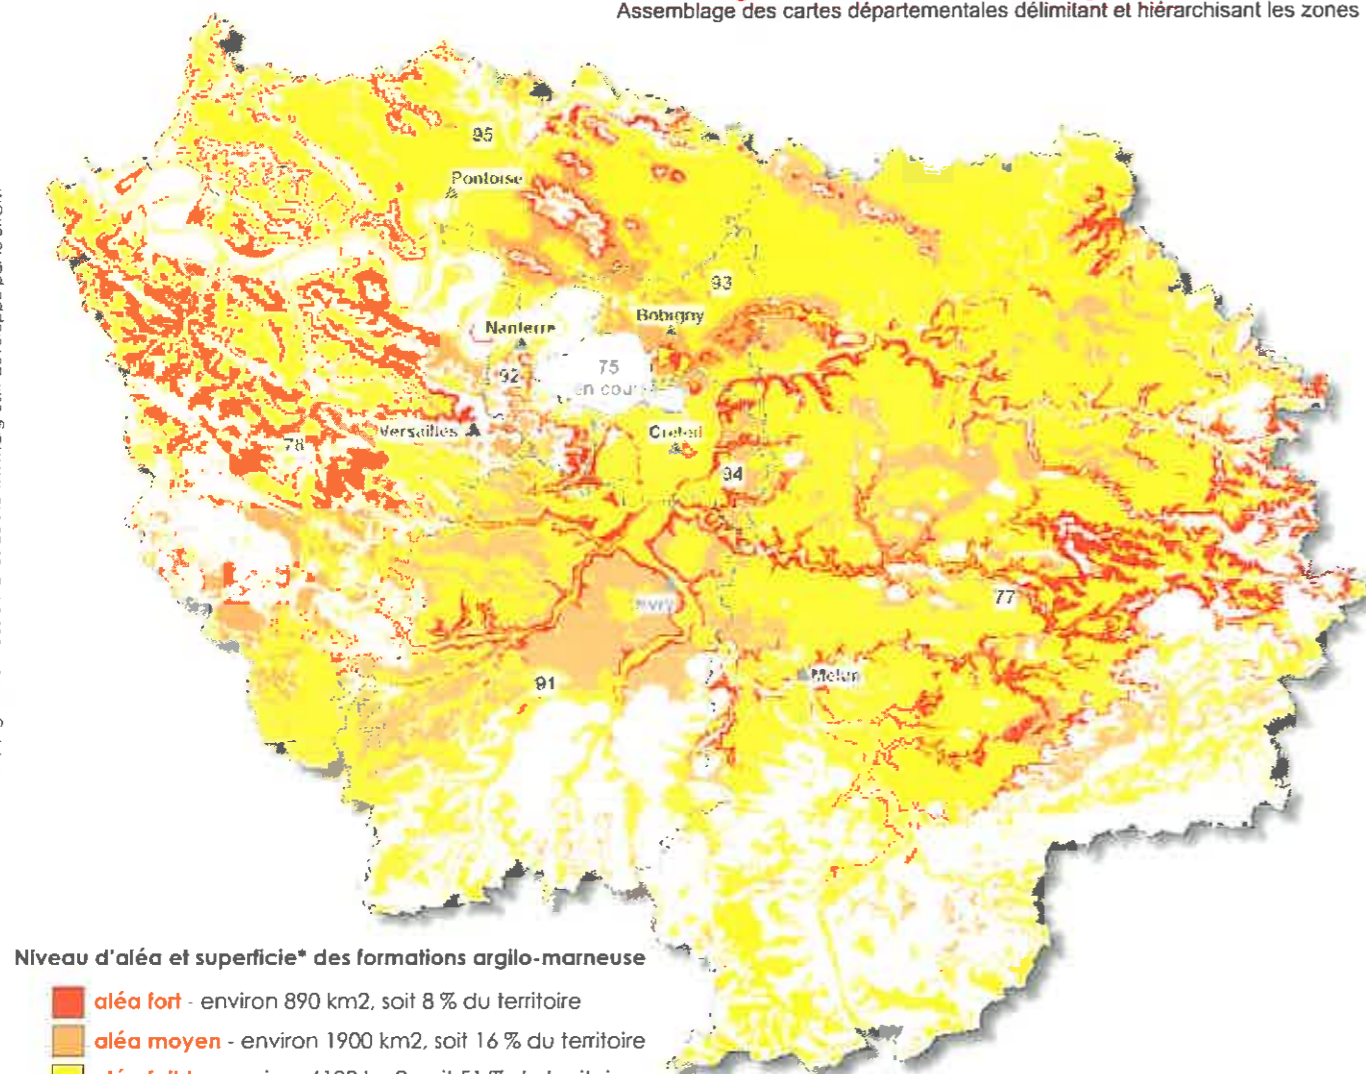 Assemblage des cartes départementales délimitant et hiérarchisant les zones
95
Pontoise
93
Bobigny
Nanterre
75
en cours
92
Versailles
Créteil
78
94
77
Evry
Melun
91
Niveau d'aléa et superficie* des formations argilo-marneuse
aléa fort - environ 890 km2, soit 8 % du territoire
aléa moyen - environ 1900 km2, soit 16 % du territoire